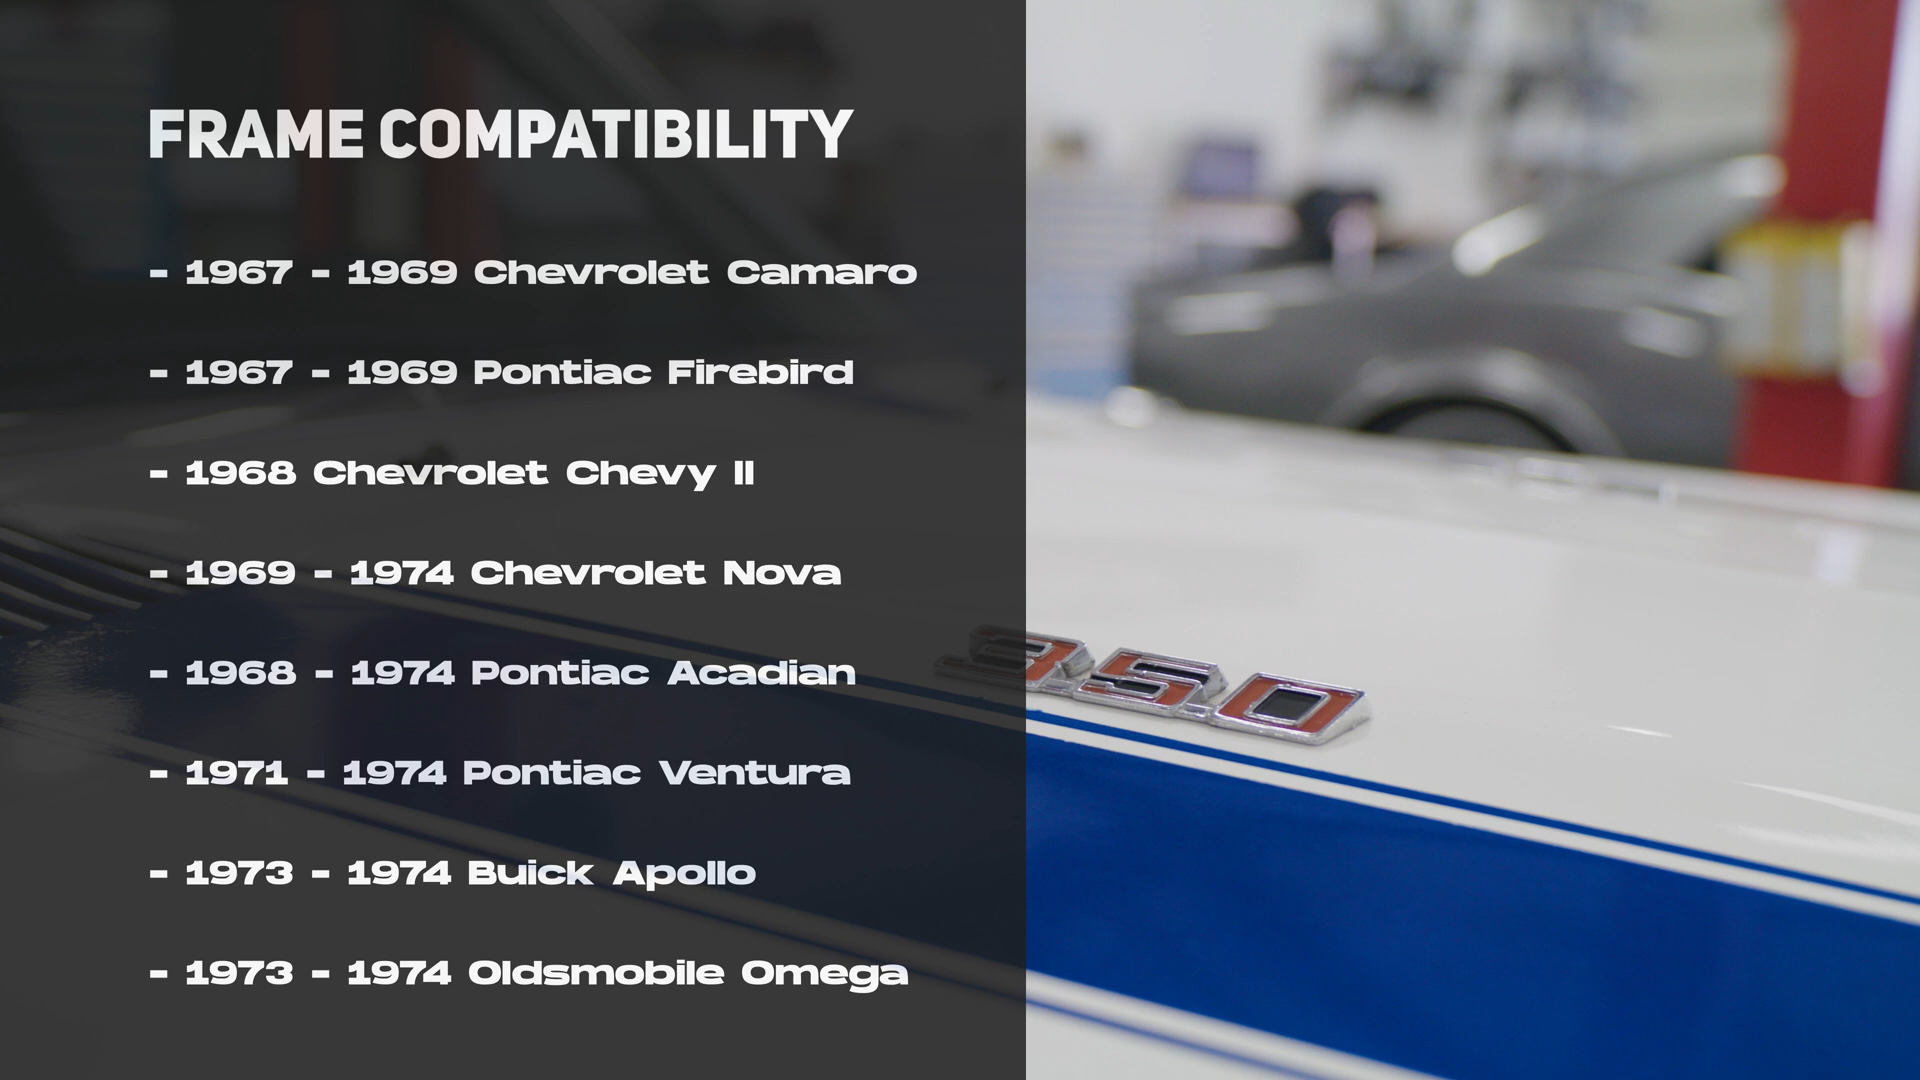 FRAME COMPATIBILITY
- 1967 - 1969 Chevrolet Camaro
- 1967 - 1969 Pontiac Firebird
- 1968 Chevrolet Chevy II
- 1969 - 1974 Chevrolet Nova
- 1968 - 1974 Pontiac Acadian
- 1971 - 1974 Pontiac Ventura
- 1973 - 1974 Buick Apollo
- 1973 - 1974 Oldsmobile Omega
350